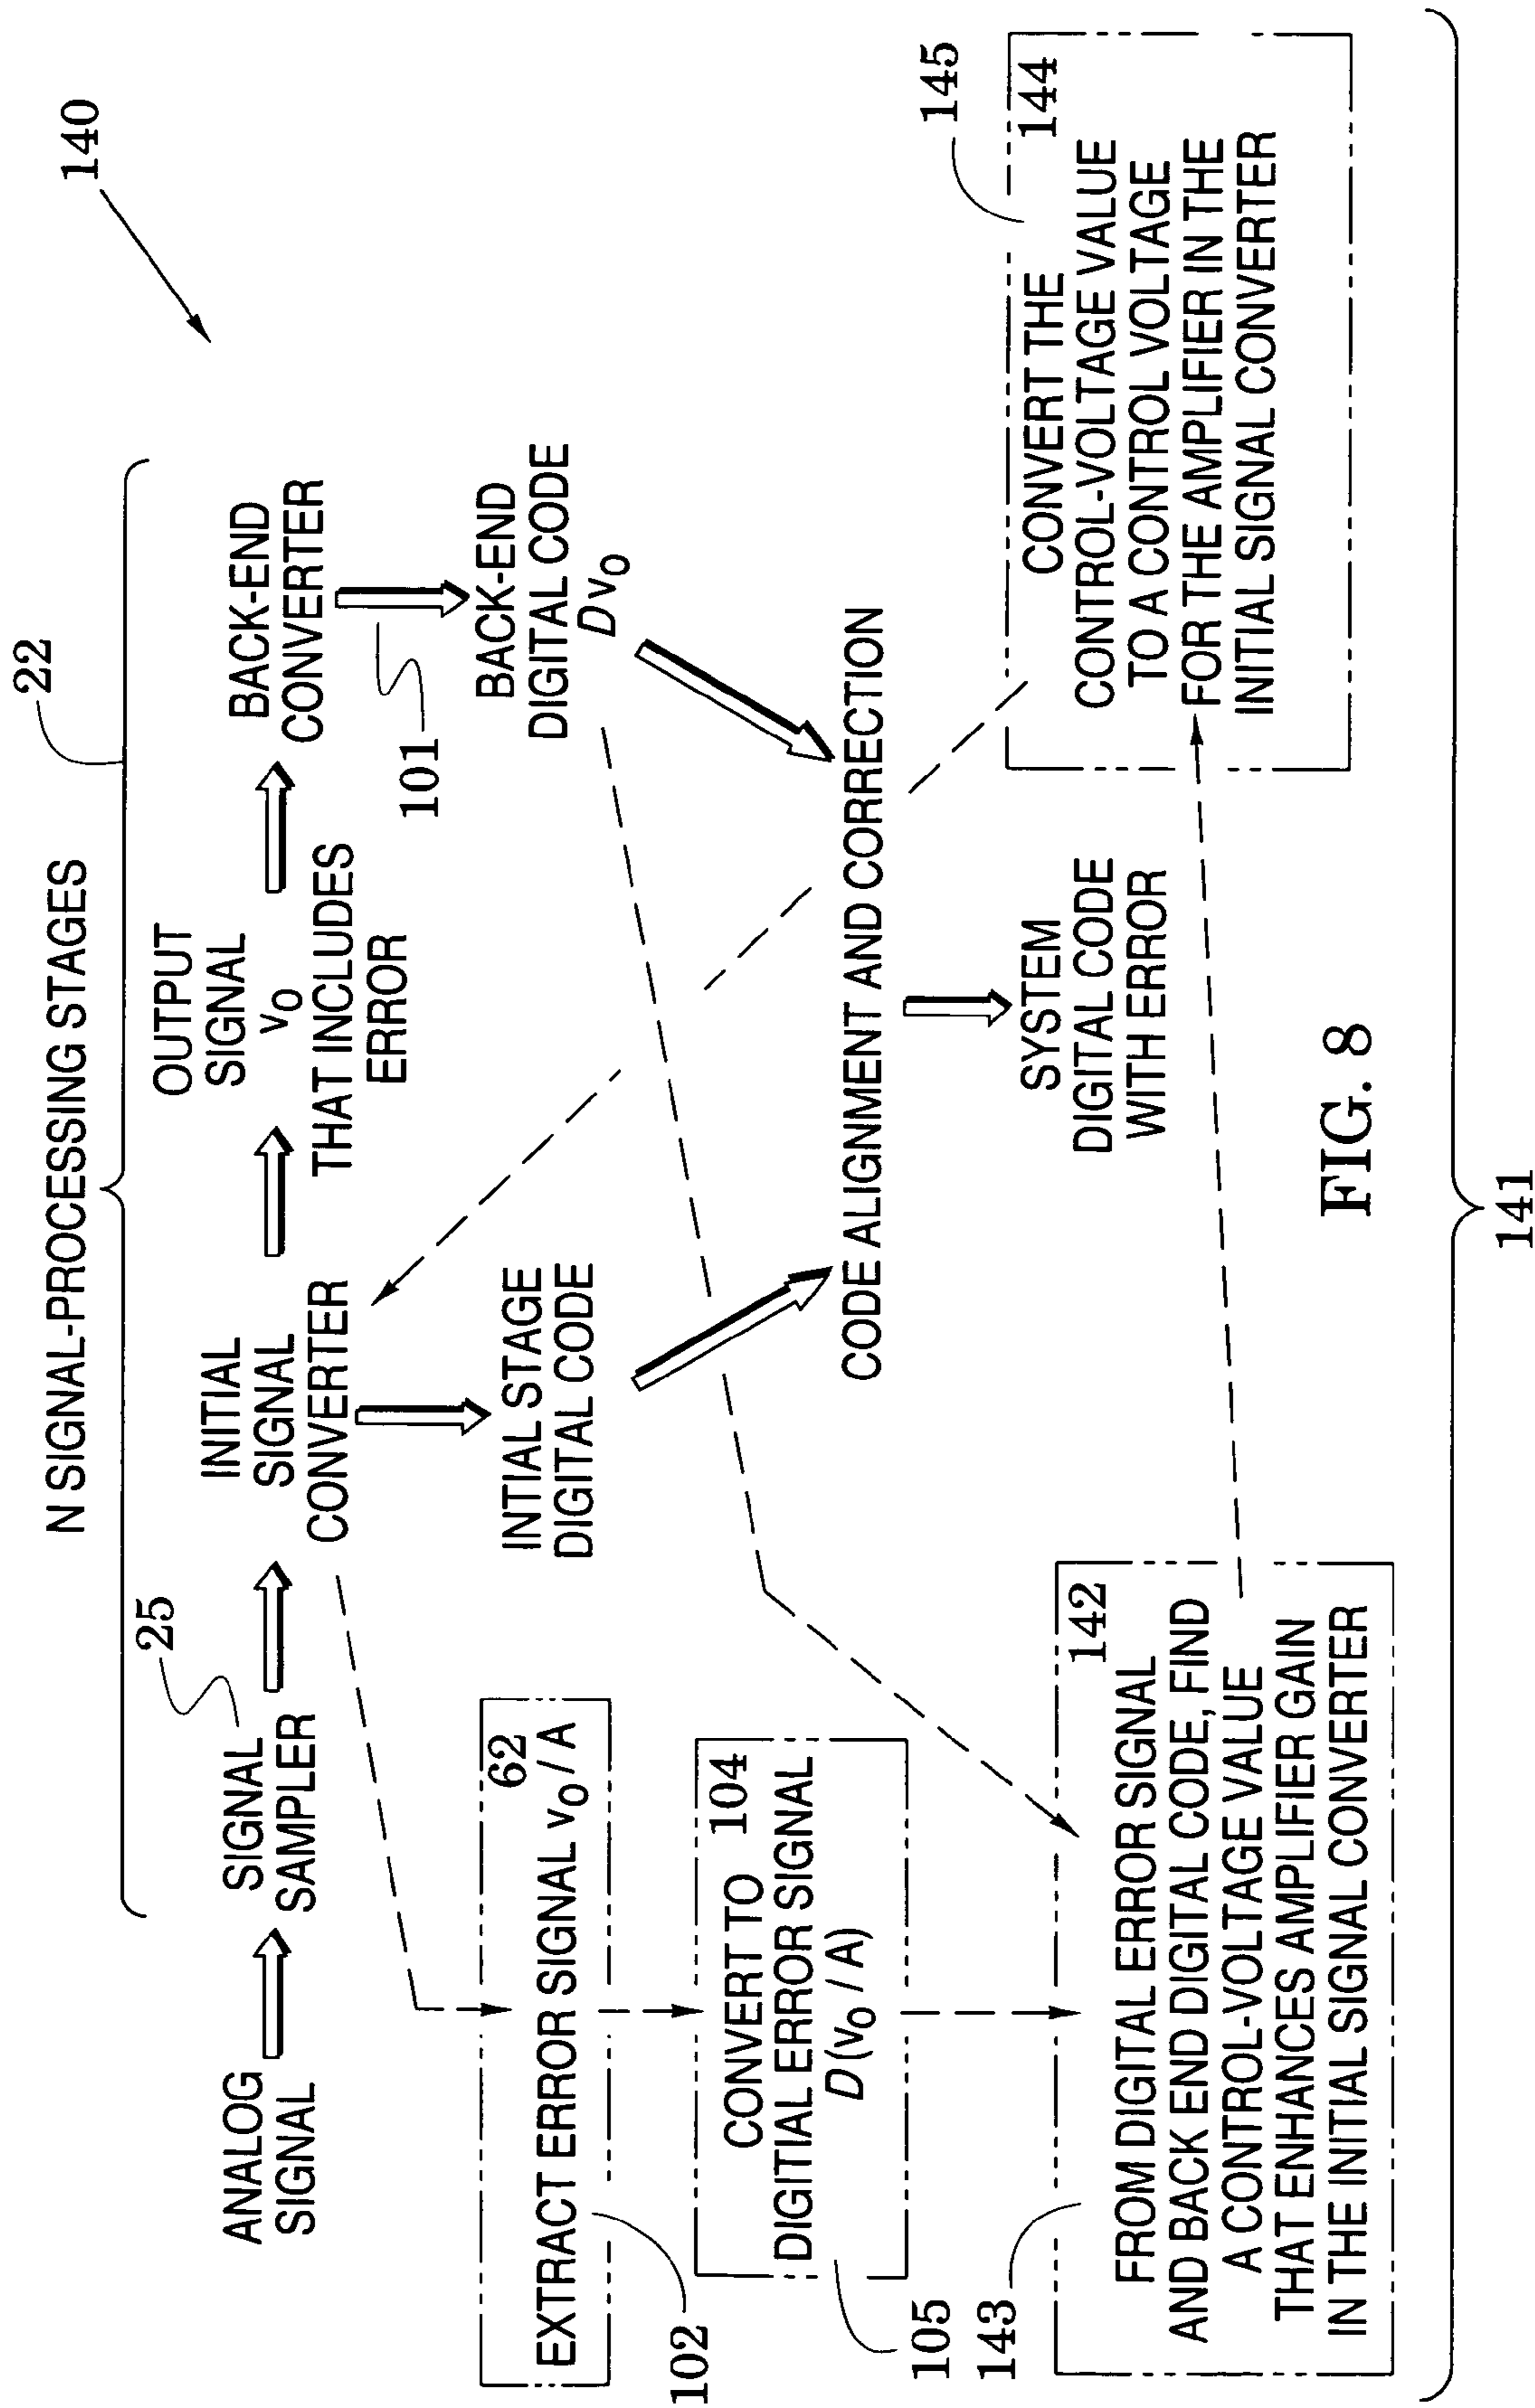 140
N SIGNAL-PROCESSING STAGES
22
25
ANALOG
SIGNAL
SIGNAL
SAMPLER
INITIAL
SIGNAL
CONVERTER
OUTPUT
SIGNAL
v0
THAT INCLUDES
ERROR
BACK-END
CONVERTER
101
INTIAL STAGE
DIGITAL CODE
BACK-END
DIGITAL CODE
Dv0
62
EXTRACT ERROR SIGNAL v0/A
102
104
CONVERT TO
DIGITIAL ERROR SIGNAL
D(v0/A)
105
CODE ALIGNMENT AND CORRECTION
SYSTEM
DIGITAL CODE
WITH ERROR
142
FROM DIGITAL ERROR SIGNAL
AND BACK END DIGITAL CODE, FIND
A CONTROL-VOLTAGE VALUE
THAT ENHANCES AMPLIFIER GAIN
IN THE INITIAL SIGNAL CONVERTER
143
145
144
CONVERT THE
CONTROL-VOLTAGE VALUE
TO A CONTROL VOLTAGE
FOR THE AMPLIFIER IN THE
INITIAL SIGNAL CONVERTER
FIG. 8
141